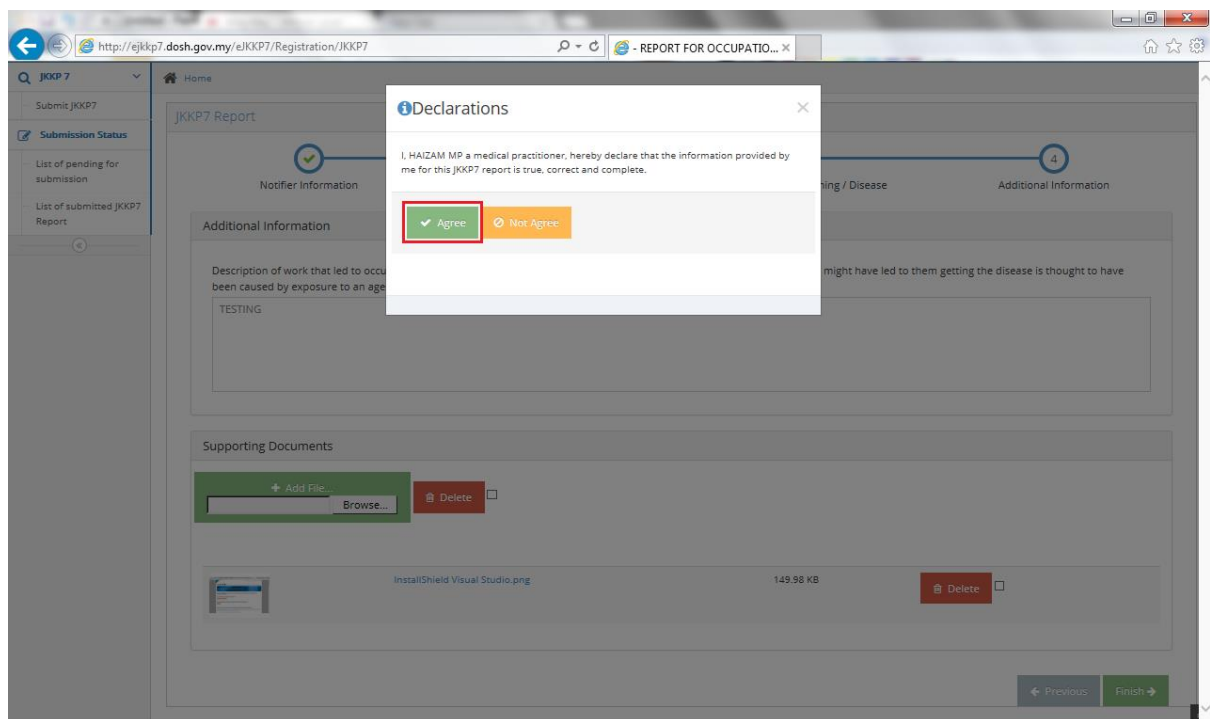 http://ejkkp7.dosh.gov.my/eJKKP7/Registration/JKKP7
- REPORT FOR OCCUPATIO...
JKKP 7
Submit JKKP7
Submission Status
List of pending for
submission
List of submitted JKKP7
Report
Home
JKKP7 Report
Declarations
I, HAIZAM MP a medical practitioner, hereby declare that the information provided by
me for this JKKP7 report is true, correct and complete.
Agree
Not Agree
4
Notifier Information
/ Disease
Additional Information
Additional Information
Description of work that led to might have led to them getting the disease is thought to have
been caused by exposure to an
TESTING
Supporting Documents
+ Add File...
Browse...
Delete
InstallShield Visual Studio.png
149.98 KB
Delete
Previous
Finish